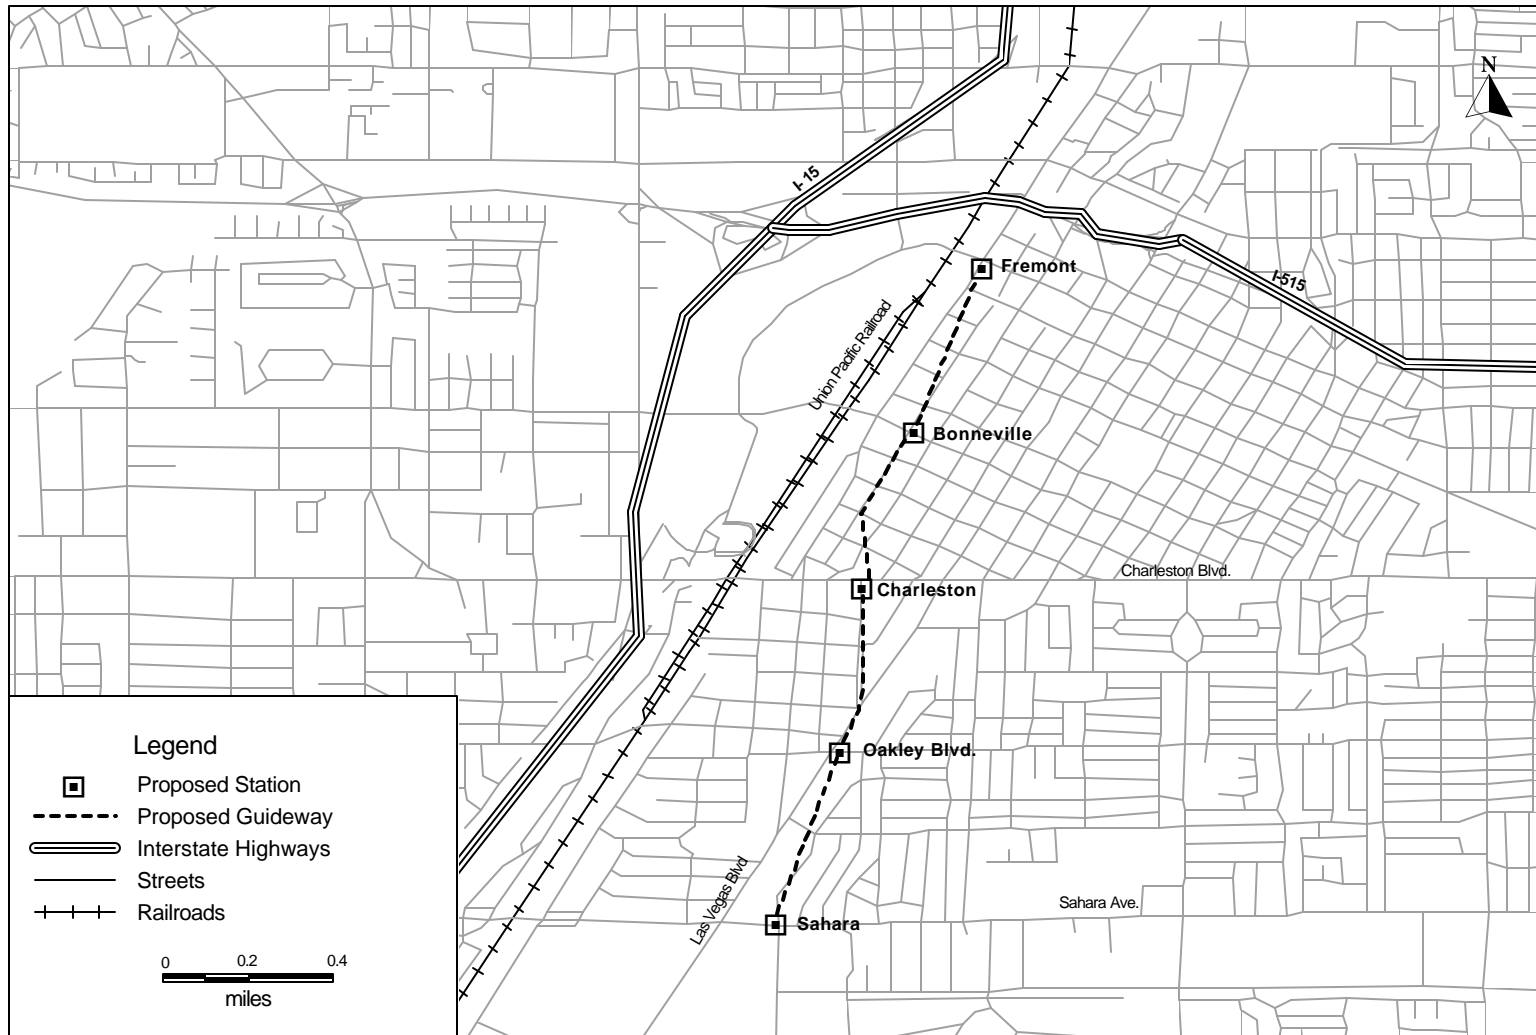 N
I- 15
I-515
Fremont
Union Pacific Railroad
Bonneville
Charleston Blvd.
Charleston
Oakley Blvd.
Las Vegas Blvd
Sahara Ave.
Sahara
Legend
Proposed Station
Proposed Guideway
Interstate Highways
Streets
Railroads
0 0.2 0.4
miles